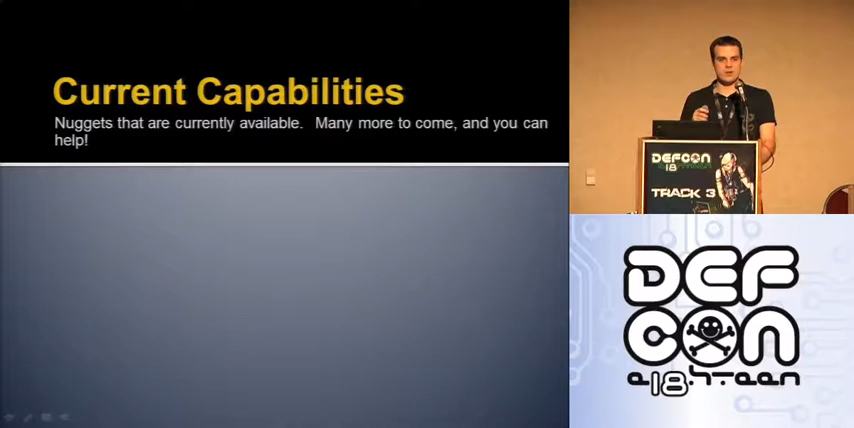 Current Capabilities
Nuggets that are currently available. Many more to come, and you can
help!
DEFCON
18
TRACK 3
DEF
CON
e18hteen